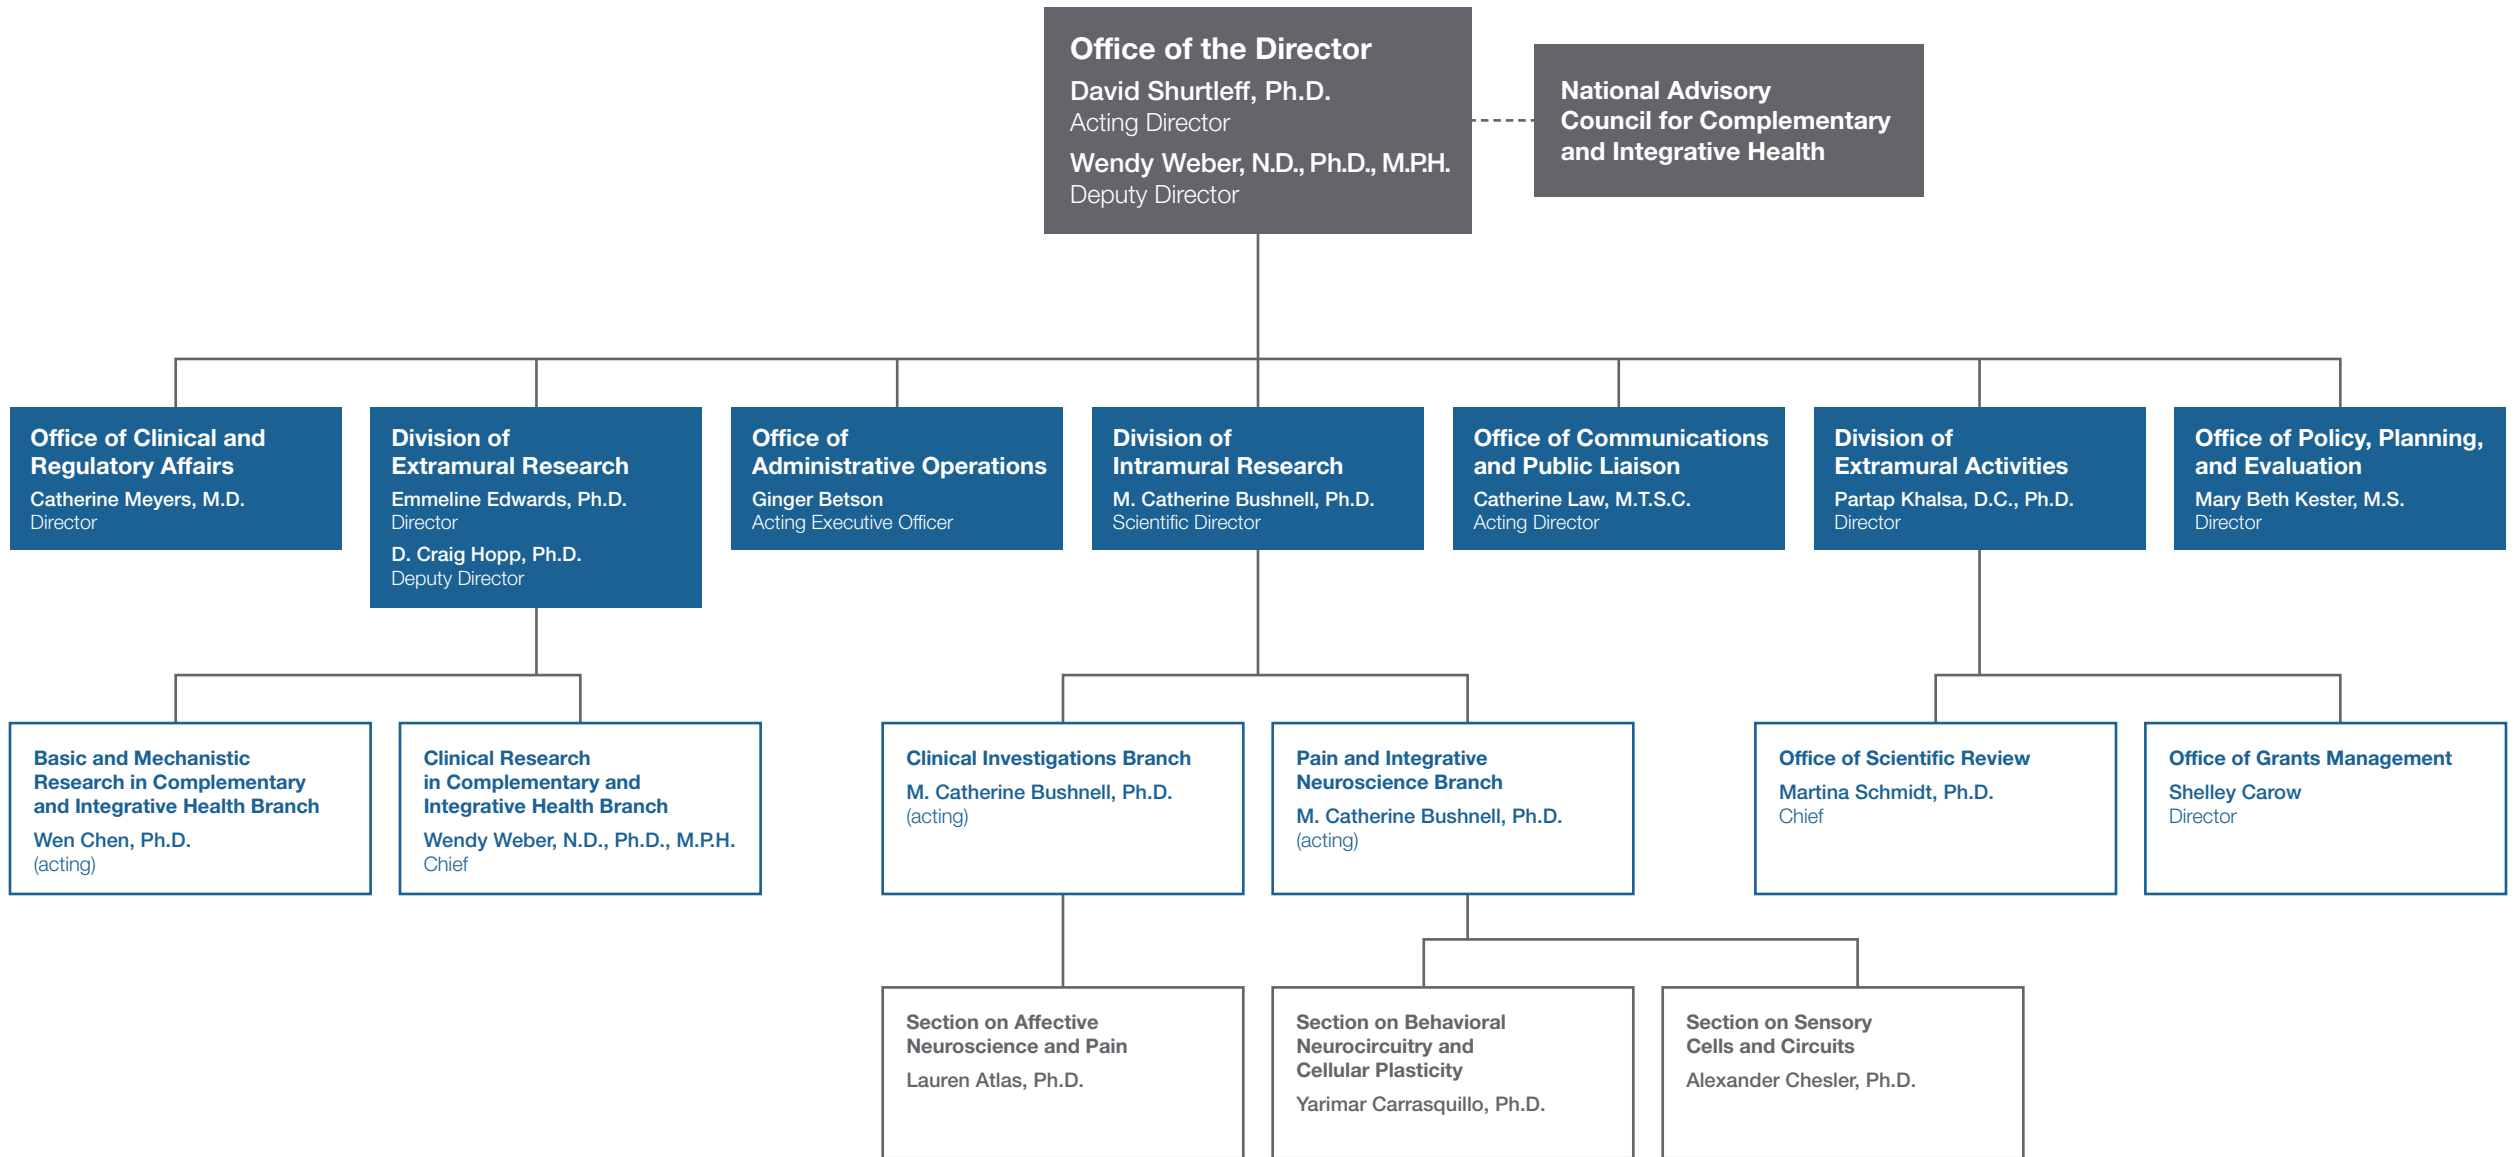 Office of the Director
David Shurtleff, Ph.D.
Acting Director
Wendy Weber, N.D., Ph.D., M.P.H.
Deputy Director
National Advisory
Council for Complementary
and Integrative Health
Office of Clinical and
Regulatory Affairs
Catherine Meyers, M.D.
Director
Division of
Extramural Research
Emmeline Edwards, Ph.D.
Director
D. Craig Hopp, Ph.D.
Deputy Director
Office of
Administrative Operations
Ginger Betson
Acting Executive Officer
Division of
Intramural Research
M. Catherine Bushnell, Ph.D.
Scientific Director
Office of Communications
and Public Liaison
Catherine Law, M.T.S.C.
Acting Director
Division of
Extramural Activities
Partap Khalsa, D.C., Ph.D.
Director
Office of Policy, Planning,
and Evaluation
Mary Beth Kester, M.S.
Director
Basic and Mechanistic
Research in Complementary
and Integrative Health Branch
Wen Chen, Ph.D.
(acting)
Clinical Research
in Complementary and
Integrative Health Branch
Wendy Weber, N.D., Ph.D., M.P.H.
Chief
Clinical Investigations Branch
M. Catherine Bushnell, Ph.D.
(acting)
Pain and Integrative
Neuroscience Branch
M. Catherine Bushnell, Ph.D.
(acting)
Office of Scientific Review
Martina Schmidt, Ph.D.
Chief
Office of Grants Management
Shelley Carow
Director
Section on Affective
Neuroscience and Pain
Lauren Atlas, Ph.D.
Section on Behavioral
Neurocircuitry and
Cellular Plasticity
Yarimar Carrasquillo, Ph.D.
Section on Sensory
Cells and Circuits
Alexander Chesler, Ph.D.